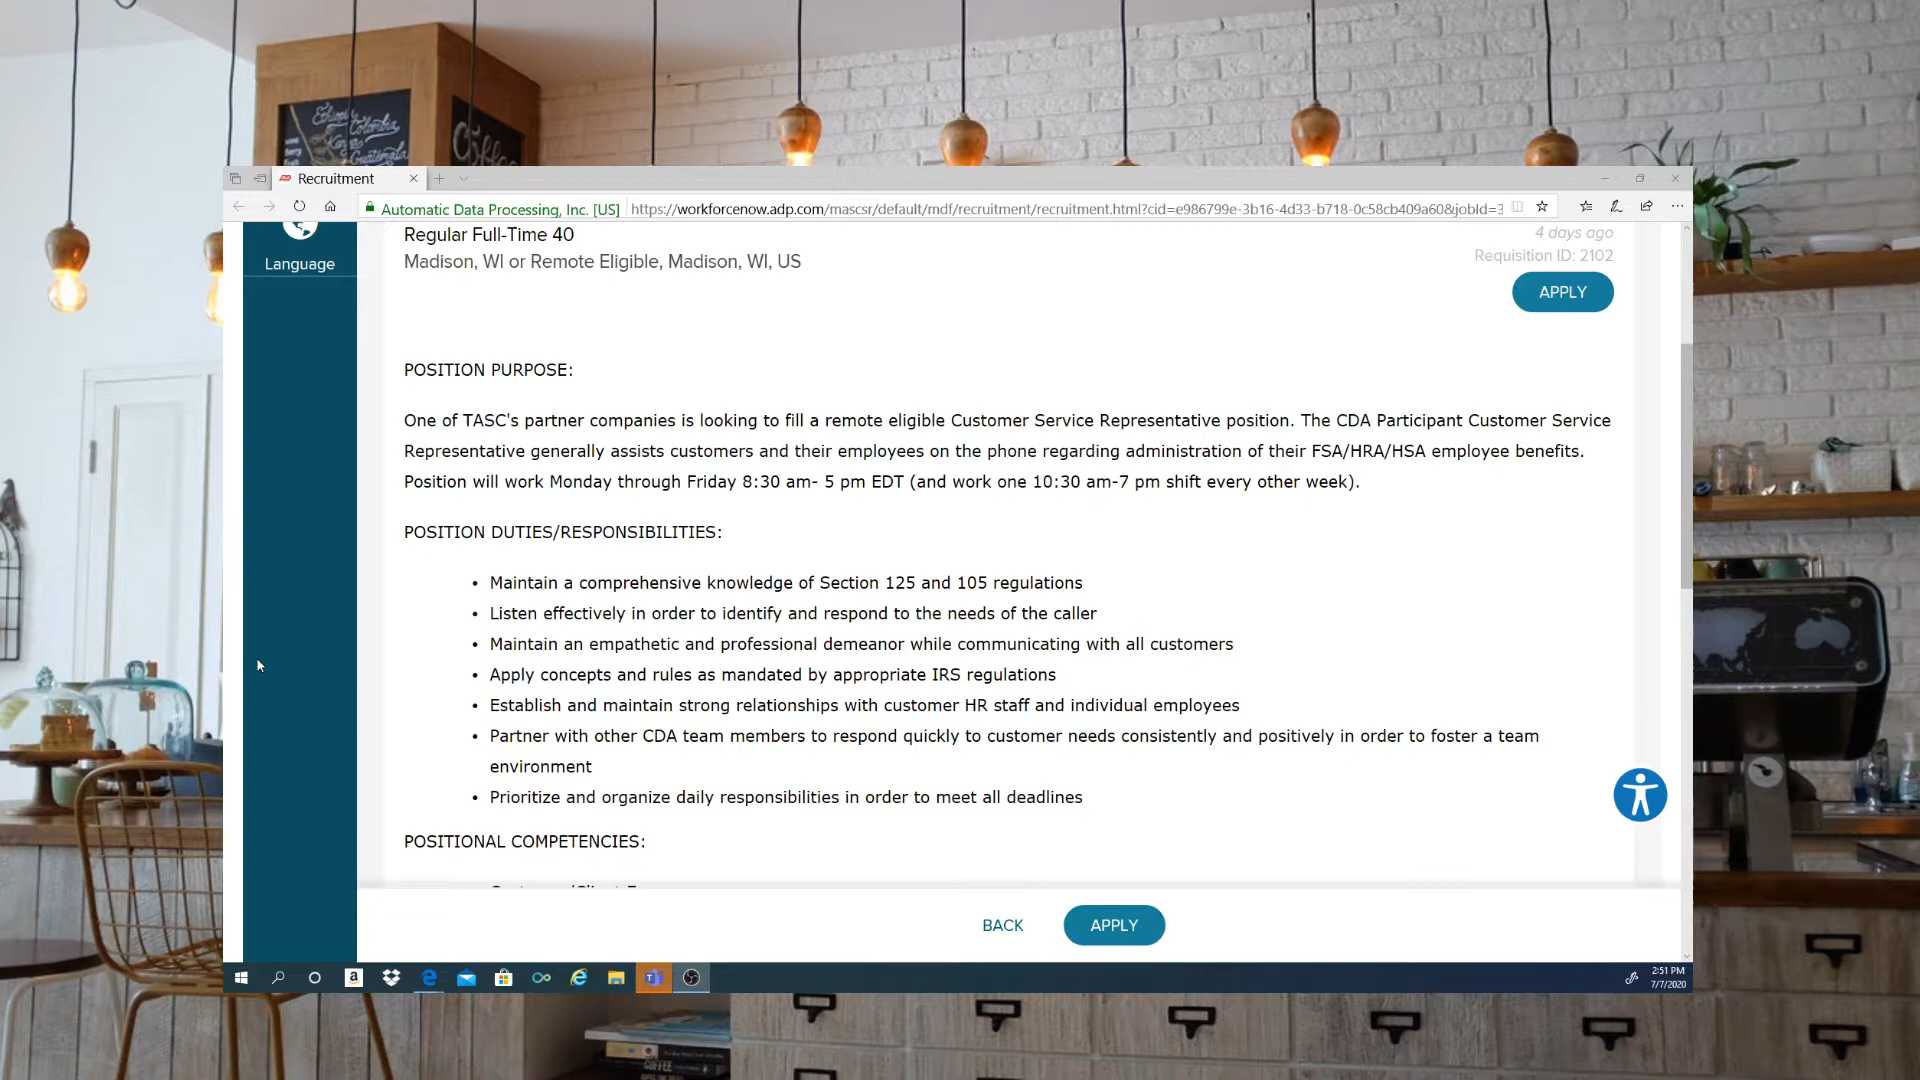 Ethiopia
Colombia
Kenya
Guatemala
Coffee
Recruitment
Automatic Data Processing, Inc. [US]
https://workforcenow.adp.com/mascsr/default/mdf/recruitment/recruitment.html?cid=e986799e-3b16-4d33-b718-0c58cb409a60&jobId=3
Language
Regular Full-Time 40
4 days ago
Madison, WI or Remote Eligible, Madison, WI, US
Requisition ID: 2102
APPLY
POSITION PURPOSE:
One of TASC's partner companies is looking to fill a remote eligible Customer Service Representative position. The CDA Participant Customer Service
Representative generally assists customers and their employees on the phone regarding administration of their FSA/HRA/HSA employee benefits.
Position will work Monday through Friday 8:30 am- 5 pm EDT (and work one 10:30 am-7 pm shift every other week).
POSITION DUTIES/RESPONSIBILITIES:
• Maintain a comprehensive knowledge of Section 125 and 105 regulations
• Listen effectively in order to identify and respond to the needs of the caller
• Maintain an empathetic and professional demeanor while communicating with all customers
• Apply concepts and rules as mandated by appropriate IRS regulations
• Establish and maintain strong relationships with customer HR staff and individual employees
• Partner with other CDA team members to respond quickly to customer needs consistently and positively in order to foster a team
environment
• Prioritize and organize daily responsibilities in order to meet all deadlines
POSITIONAL COMPETENCIES:
BACK
APPLY
2:51 PM
7/7/2020
COFFEE